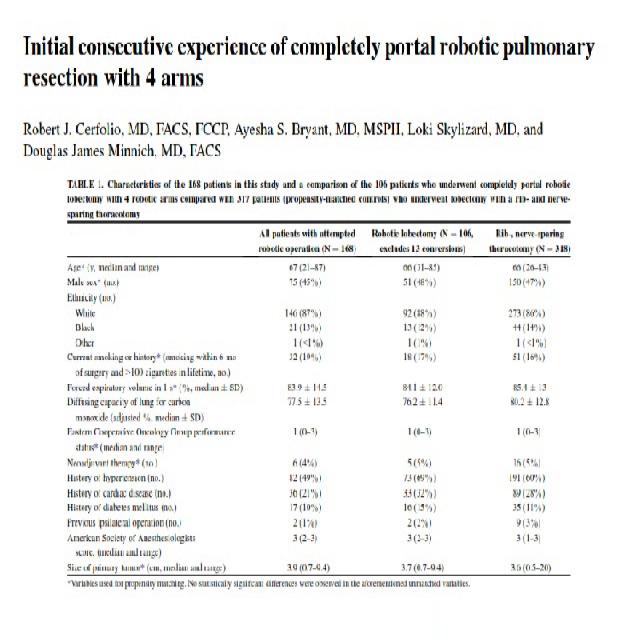 Initial consecutive experience of completely portal robotic pulmonary
resection with 4 arms
Robert J. Cerfolio, MD, FACS, FCCP, Ayesha S. Bryant, MD, MSPH, Loki Skylizard, MD, and
Douglas James Minnich, MD, FACS
TABLE 1. Characteristics of the 168 patients in this study and a comparison of the 106 patients who underwent completely portal robotic
lobectomy with 4 robotic arms compared with 317 patients (propensity-matched controls) who underwent lobectomy with a rib- and nerve-
sparing thoracotomy
All patients with attempted Robotic lobectomy (N = 106, Rib-, nerve-sparing
robotic operation (N = 168) excludes 13 conversions) thoracotomy (N = 318)
Age* (y, median and range) 67 (21–87) 66 (31–85)
Male sex* (no.) 75 (45%) 51 (48%) 150 (47%)
Ethnicity (no.)
White 146 (87%) 92 (88%) 273 (86%)
Black 21 (13%) 13 (12%) 44 (14%)
Other 1 (<1%) 1 (1%) 1 (<1%)
Current smoking or history* (smoking within 6 mo 18 (17%) 51 (16%)
of surgery and >100 cigarettes in lifetime, no.)
Forced expiratory volume in 1 s* (%, median ± SD) 83.9 ± 14.5 84.1 ± 12.0 85.4 ± 13
Diffusing capacity of lung for carbon 77.5 ± 13.5 76.2 ± 11.4 80.2 ± 12.8
monoxide (adjusted %, median ± SD)
Eastern Cooperative Oncology Group performance 1 (0–3) 1 (0–3) 1 (0–3)
status* (median and range)
Neoadjuvant therapy* (no.) 6 (4%) 5 (5%) 16 (5%)
History of hypertension (no.) 73 (69%) 191 (60%)
History of cardiac disease (no.) 36 (21%) 89 (28%)
History of diabetes mellitus (no.) 17 (10%) 16 (15%) 35 (11%)
Previous ipsilateral operation (no.) 2 (1%) 2 (2%) 9 (3%)
American Society of Anesthesiologists 3 (2–3) 3 (2–3) 3 (1–3)
score, (median and range)
Size of primary tumor* (cm, median and range) 3.9 (0.7–9.4) 3.7 (0.7–9.4) 3.6 (0.5–20)
*Variables used for propensity matching. No statistically significant differences were observed in the aforementioned unmatched variables.